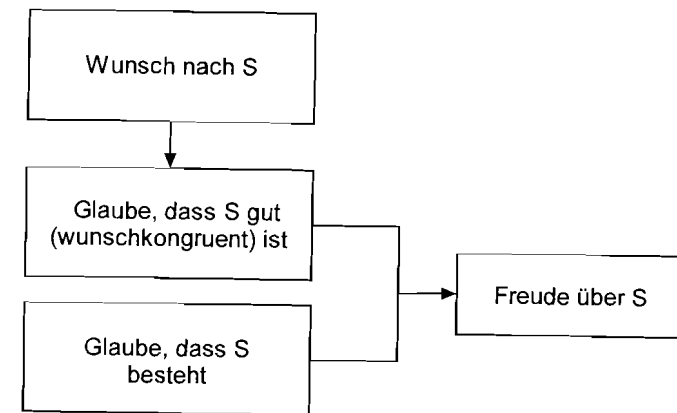 Wunsch nach S
Glaube, dass S gut
(wunschkongruent) ist
Glaube, dass S
besteht
Freude über S